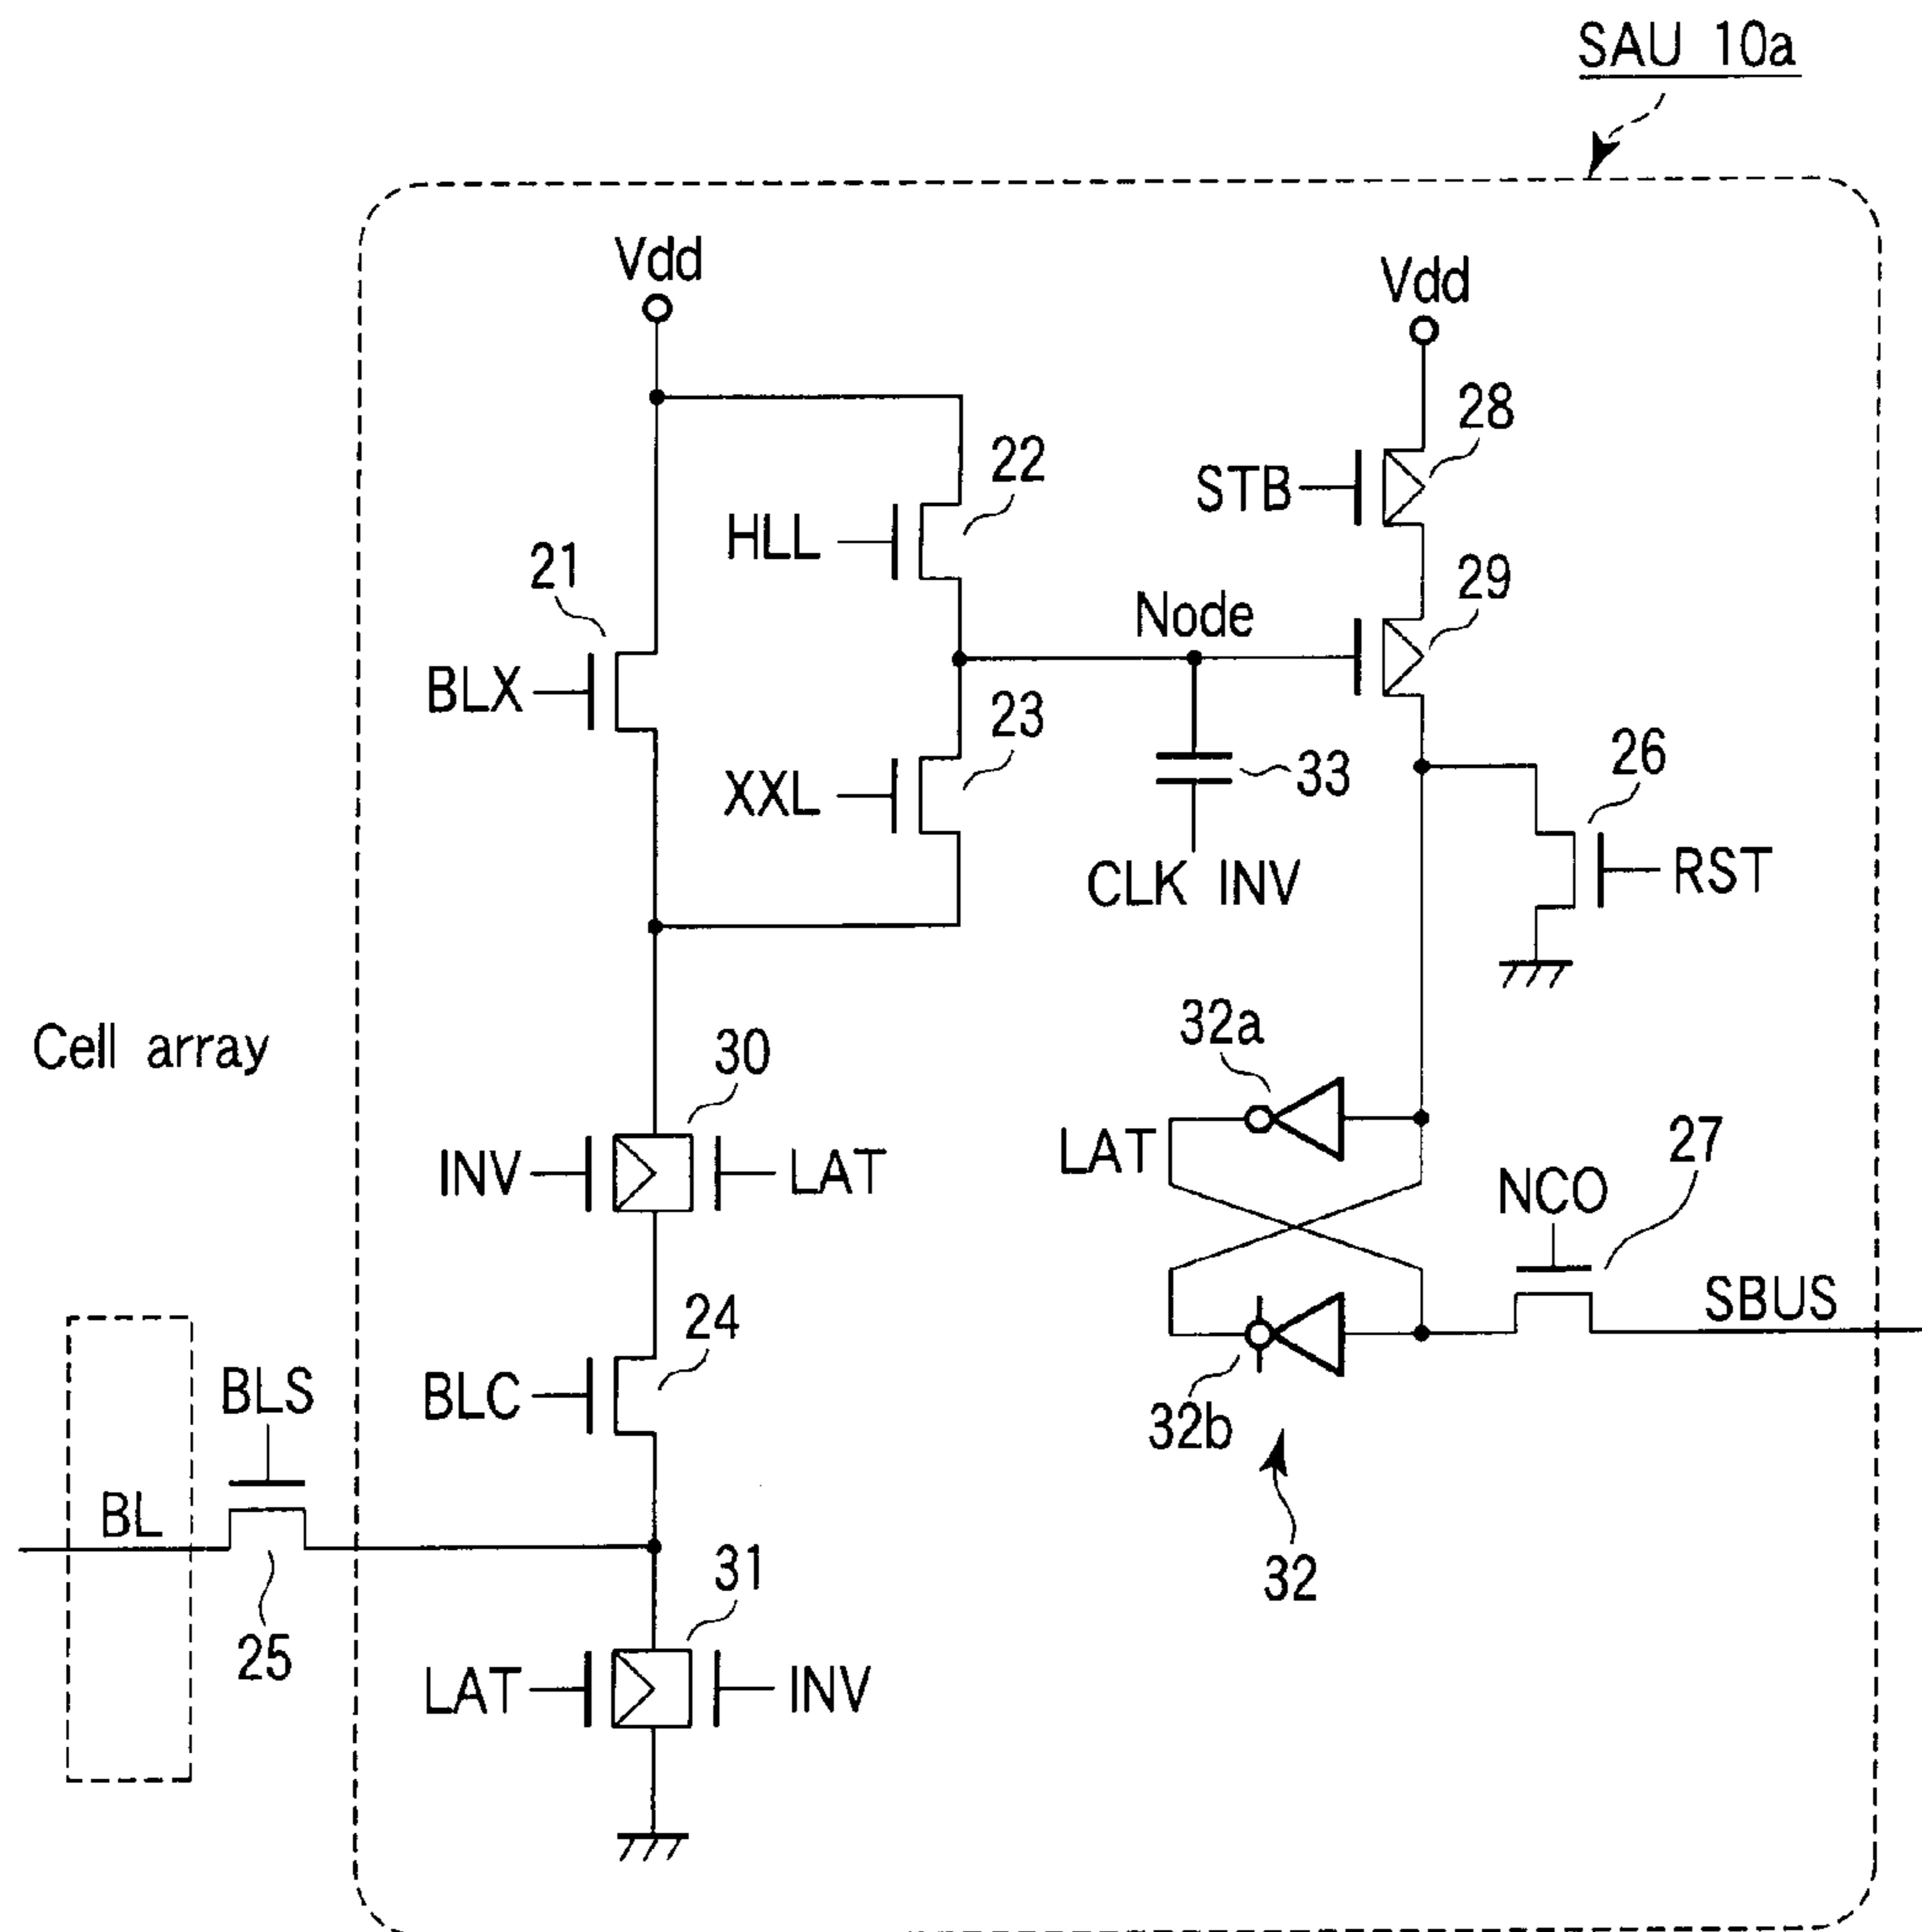 SAU 10a
Vdd
Vdd
28
22
STB
HLL
21
29
Node
BLX
23
26
XXL
33
CLK INV
RST
32a
Cell array
30
LAT
27
INV
LAT
NCO
SBUS
24
BLS
BLC
32b
BL
31
32
25
LAT
INV